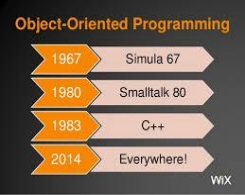 Object-Oriented Programming
1967 Simula 67
1980 Smalltalk 80
1983 C++
2014 Everywhere!
WiX